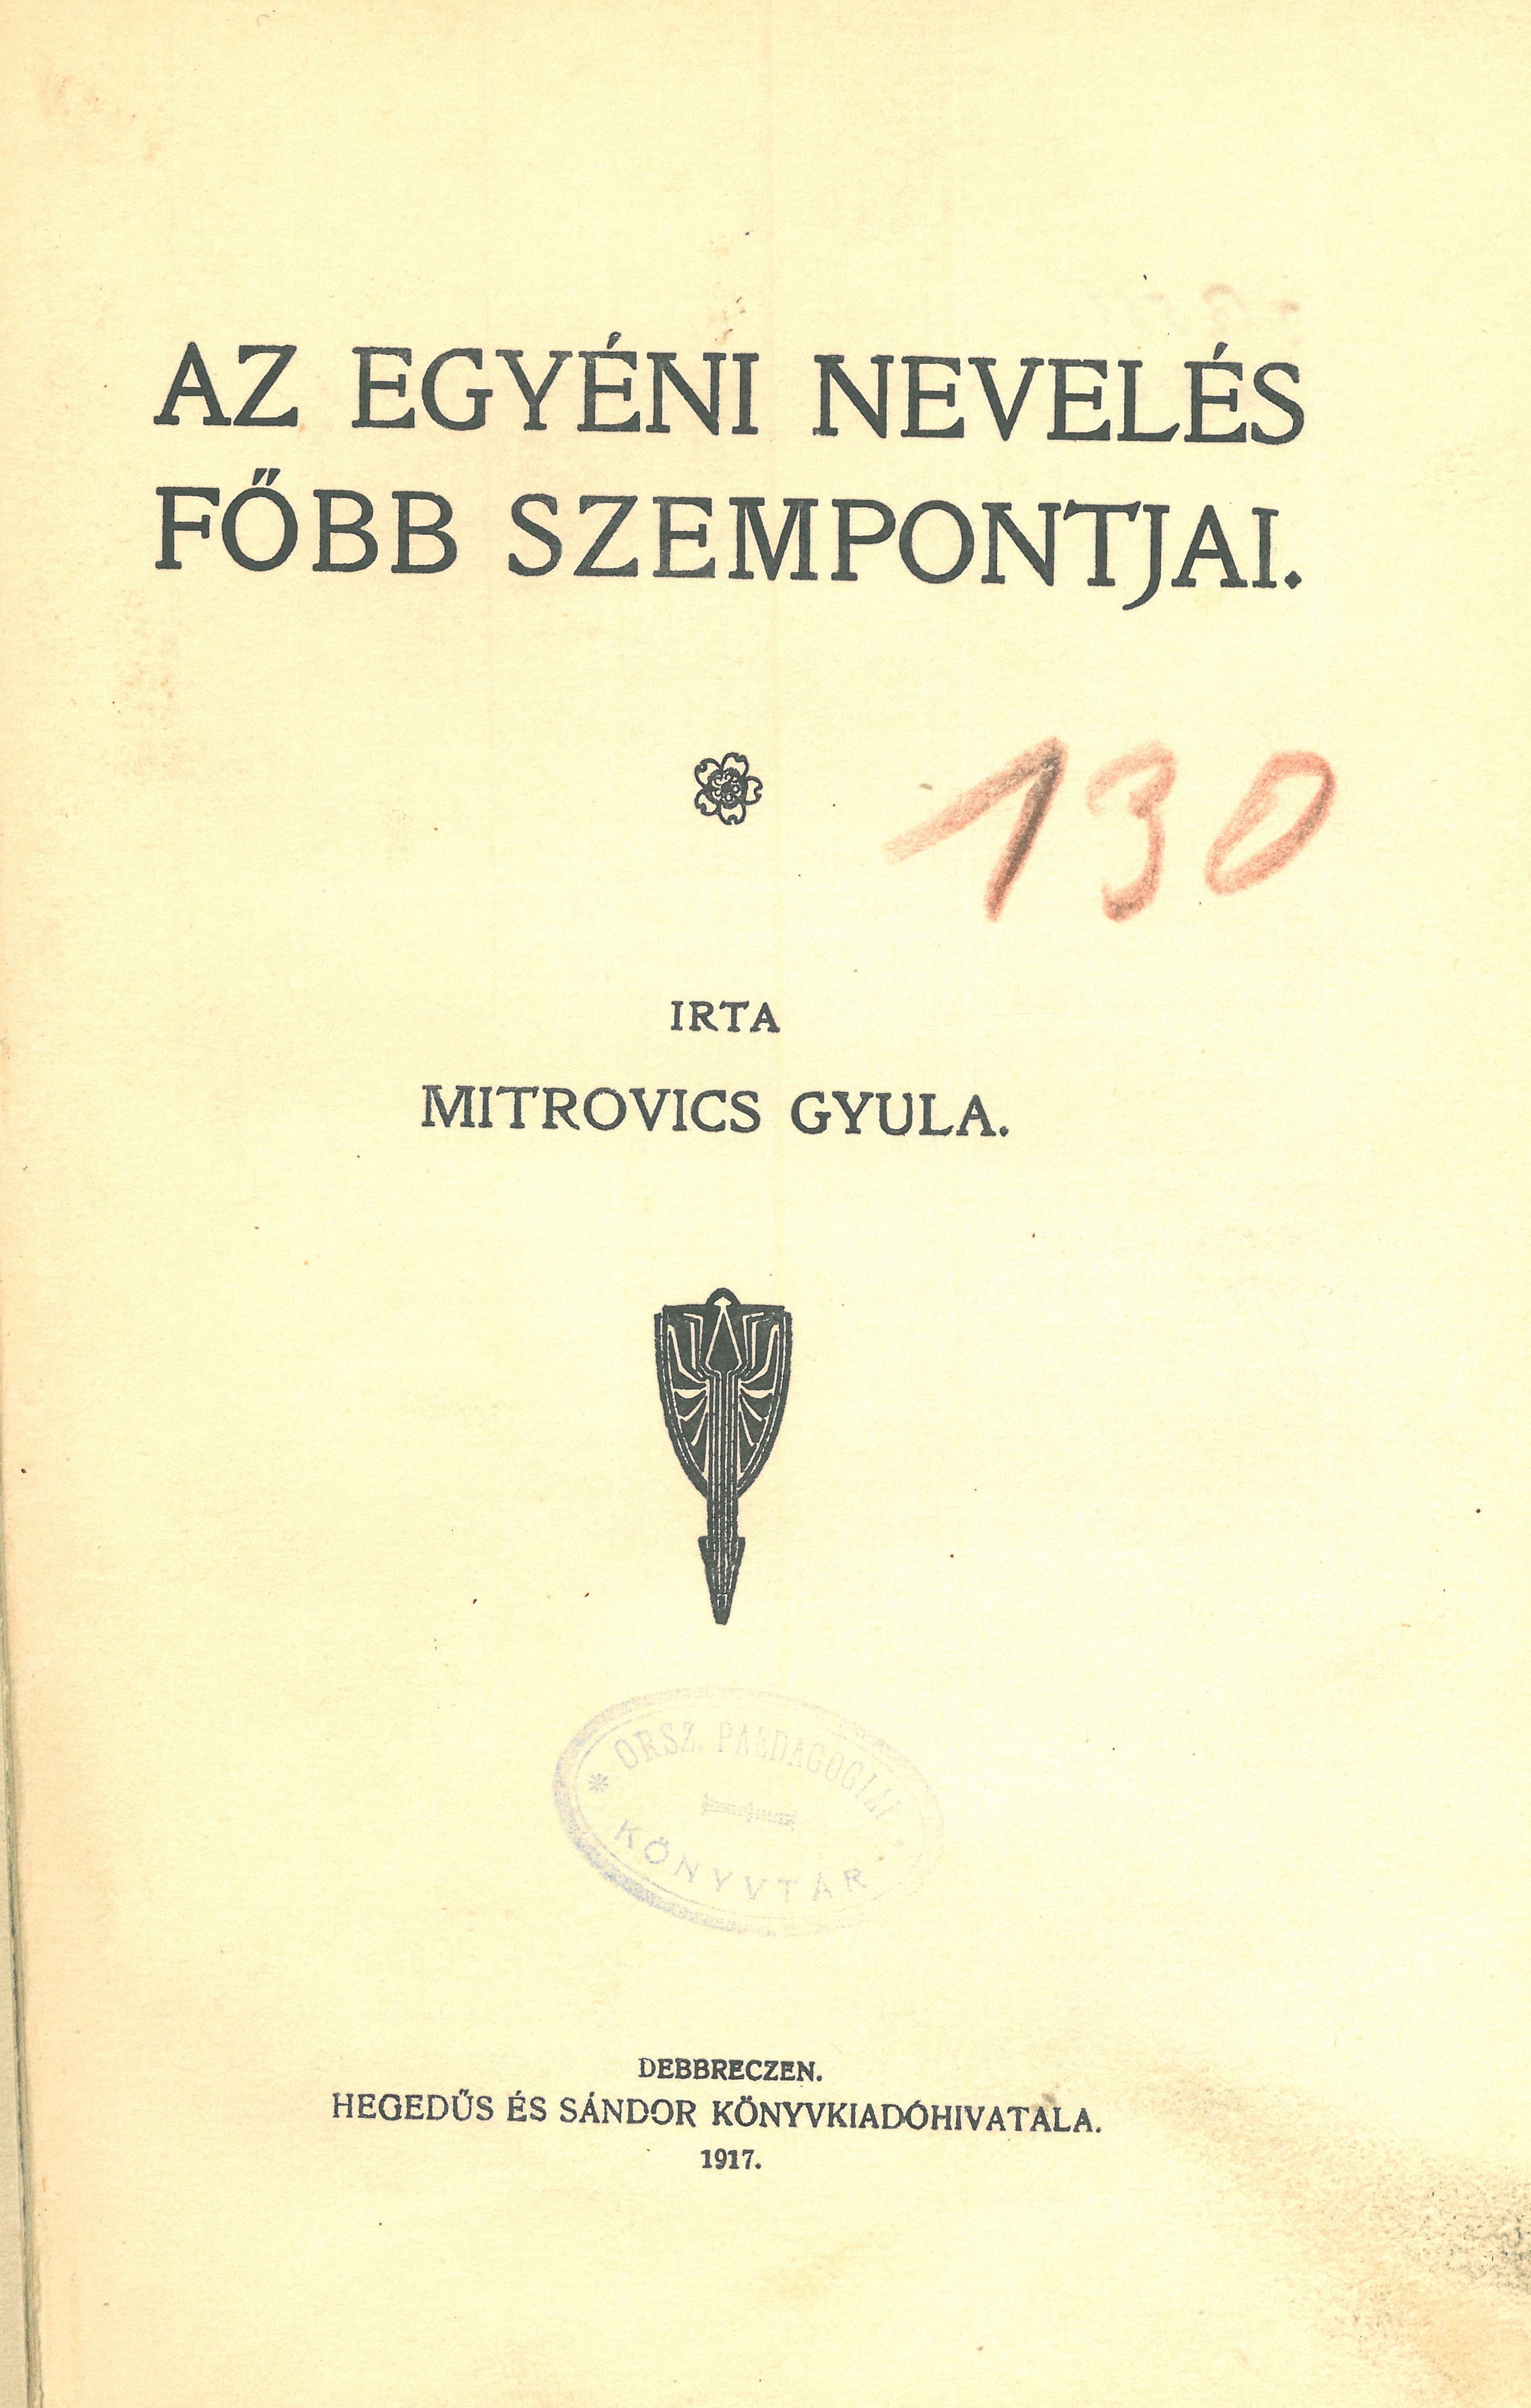 AZ EGYÉNI NEVELÉS
FŐBB SZEMPONTJAI.
130
IRTA
MITROVICS GYULA.
* ORSZ. PAEDAGOGIAI
KÖNYVTÁR
DEBBRECZEN.
HEGEDŰS ÉS SÁNDOR KÖNYVKIADÓHIVATALA.
1917.